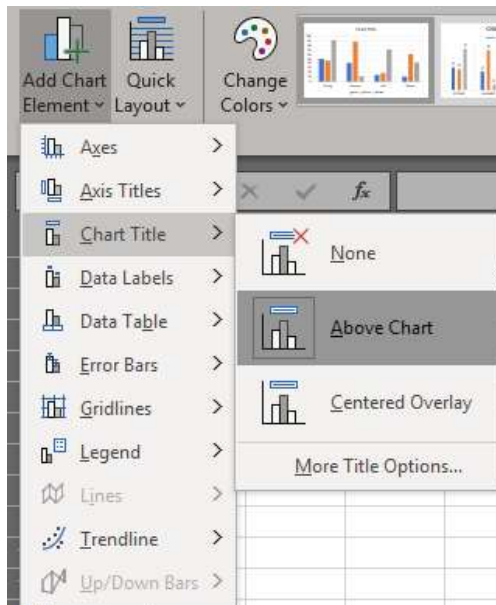 Add Chart Element
Quick Layout
Change Colors
Axes
Axis Titles
fx
Chart Title
None
Data Labels
Data Table
Above Chart
Error Bars
Gridlines
Centered Overlay
Legend
More Title Options...
Lines
Trendline
Up/Down Bars